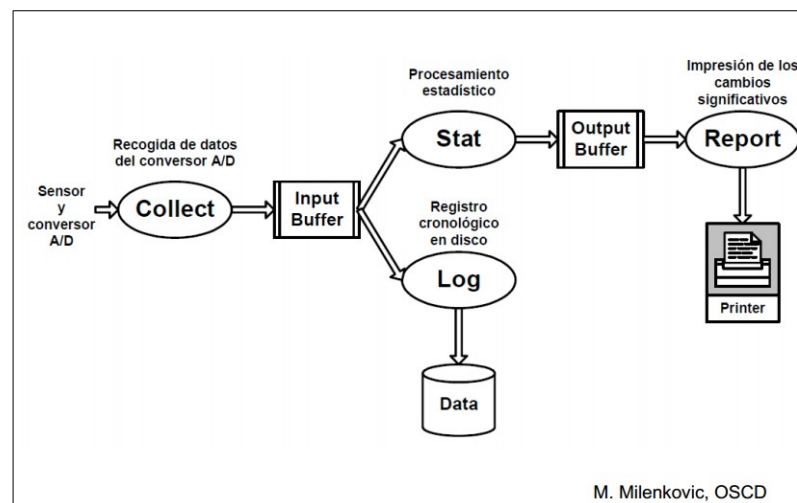 Procesamiento
estadístico
Impresión de los
cambios
significativos
Recogida de datos
del conversor A/D
Stat
Output
Buffer
Report
Sensor
y
conversor
A/D
Collect
Input
Buffer
Registro
cronológico
en disco
Log
Printer
Data
M. Milenkovic, OSCD